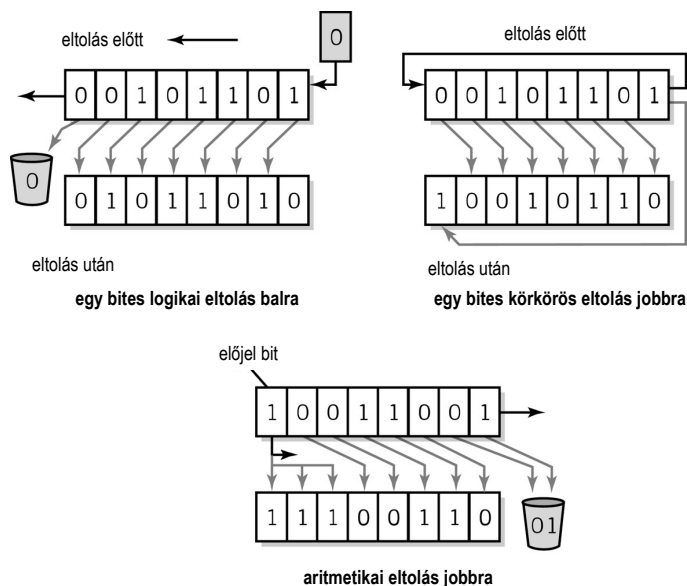 eltolás előtt
0
0 0 1 0 1 1 0 1
0
0 1 0 1 1 0 1 0
eltolás után
egy bites logikai eltolás balra
eltolás előtt
0 0 1 0 1 1 0 1
1 0 0 1 0 1 1 0
eltolás után
egy bites körkörös eltolás jobbra
előjel bit
1 0 0 1 1 0 0 1
1 1 1 0 0 1 1 0
01
aritmetikai eltolás jobbra